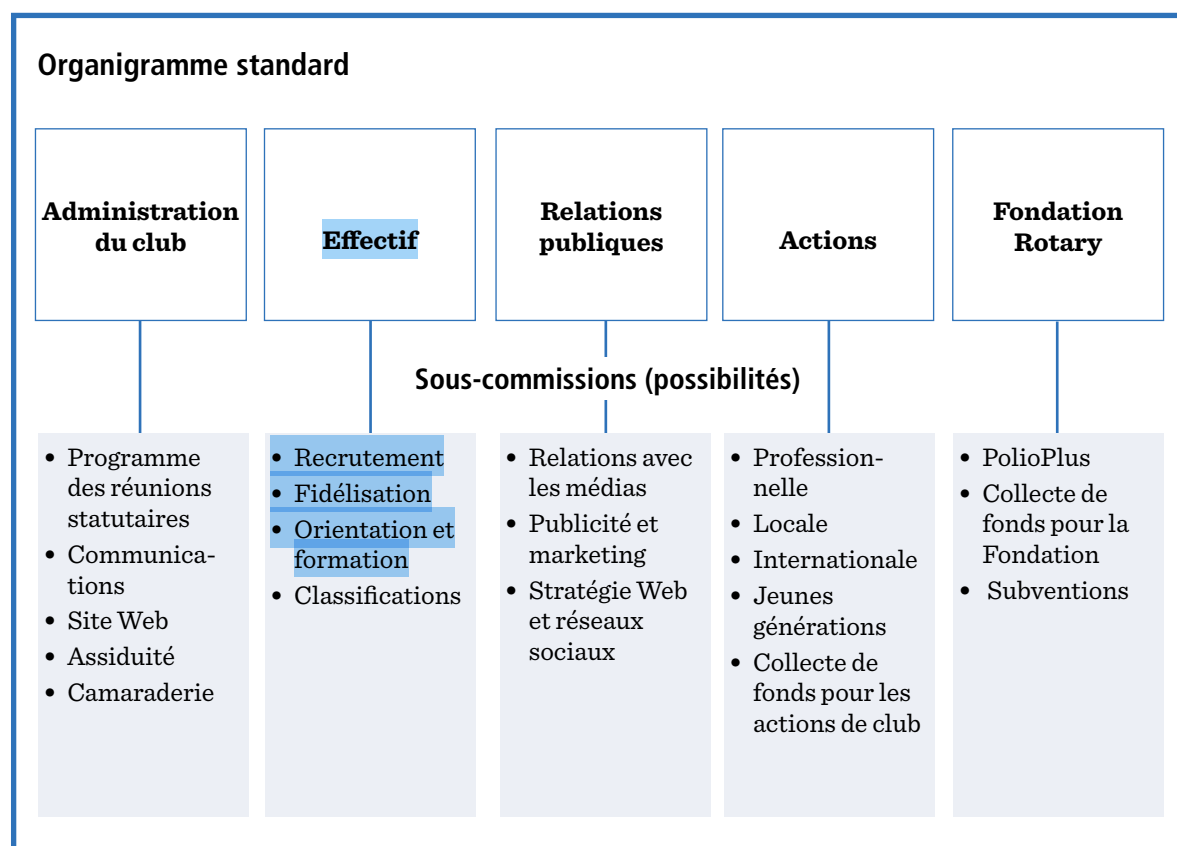 Organigramme standard
Administration
du club
Effectif
Relations
publiques
Actions
Fondation
Rotary
Sous-commissions (possibilités)
• Programme
des réunions
statutaires
• Communica-
tions
• Site Web
• Assiduité
• Camaraderie
• Recrutement
• Fidélisation
• Orientation et
formation
• Classifications
• Relations avec
les médias
• Publicité et
marketing
• Stratégie Web
et réseaux
sociaux
• Profession-
nelle
• Locale
• Internationale
• Jeunes
générations
• Collecte de
fonds pour les
actions de club
• PolioPlus
• Collecte de
fonds pour la
Fondation
• Subventions